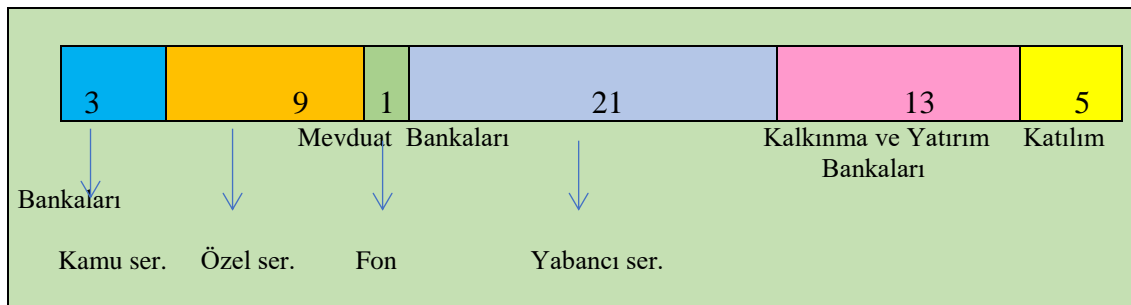 3 9 1 21 13 5
Mevduat Bankaları Kalkınma ve Yatırım Katılım
Bankaları
Bankaları
Kamu ser. Özel ser. Fon Yabancı ser.